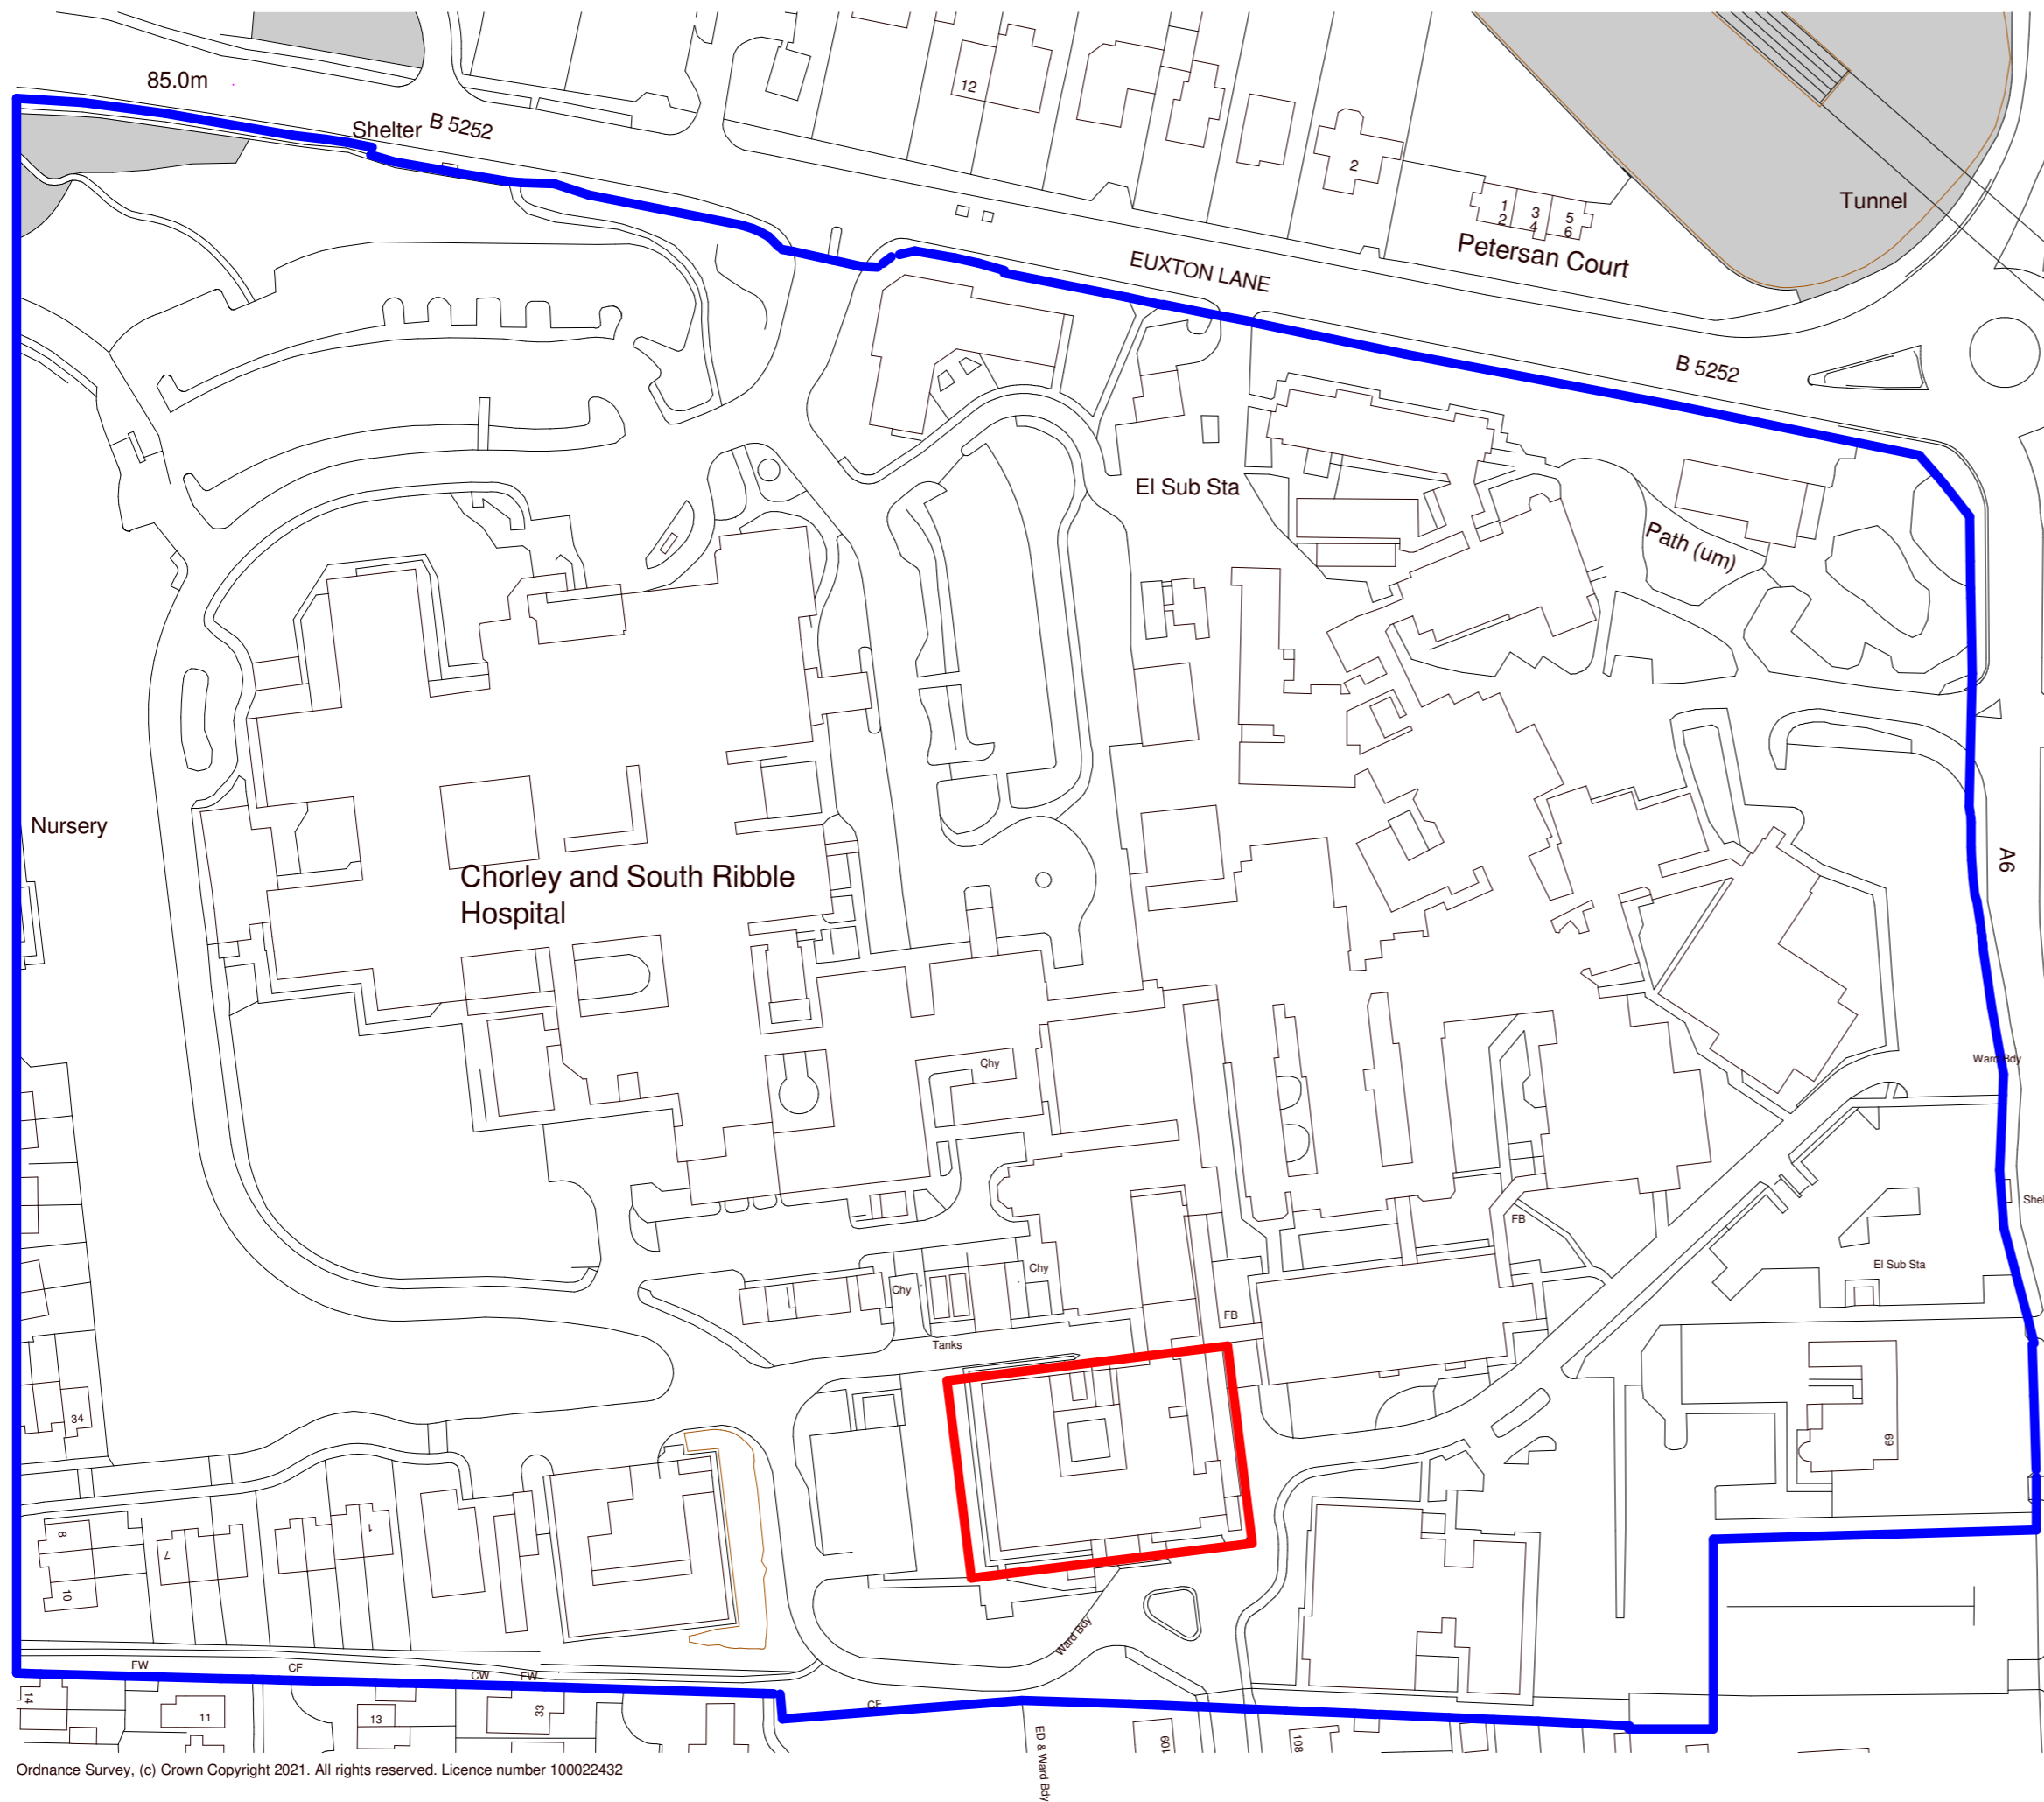 85.0m
Shelter
B 5252
12
2
1
2
3
4
5
6
Petersan Court
Tunnel
EUXTON LANE
B 5252
El Sub Sta
Path (um)
Nursery
Chorley and South Ribble
Hospital
A6
Ward Bdy
Chy
FB
El Sub Sta
Chy
Chy
FB
Tanks
34
69
8
7
1
10
Ward Bdy
FW
CF
CW
FW
CF
14
11
13
33
ED & Ward Bdy
109
108
Ordnance Survey, (c) Crown Copyright 2021. All rights reserved. Licence number 100022432